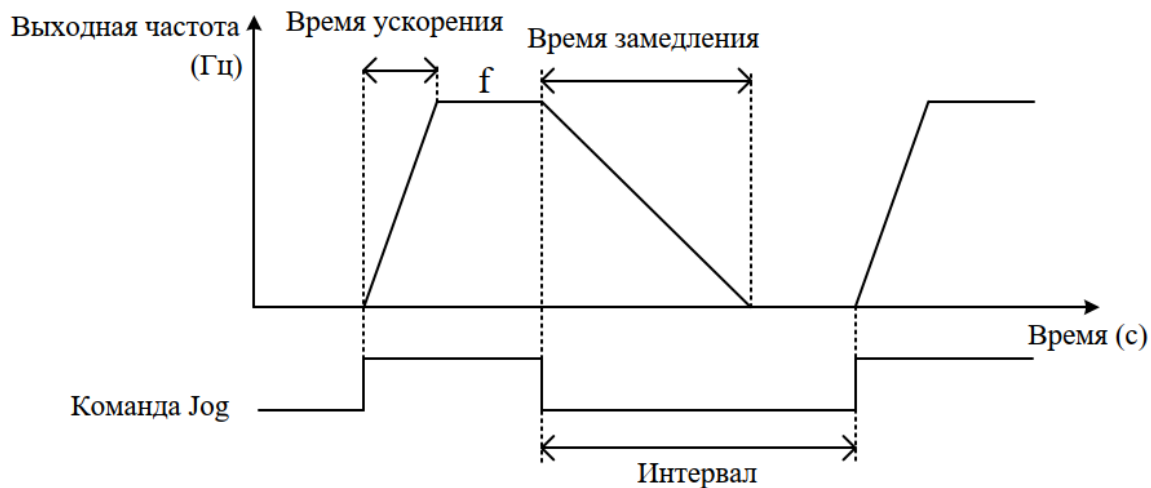 Выходная частота
(Гц)
Время ускорения
Время замедления
f
Время (с)
Команда Jog
Интервал